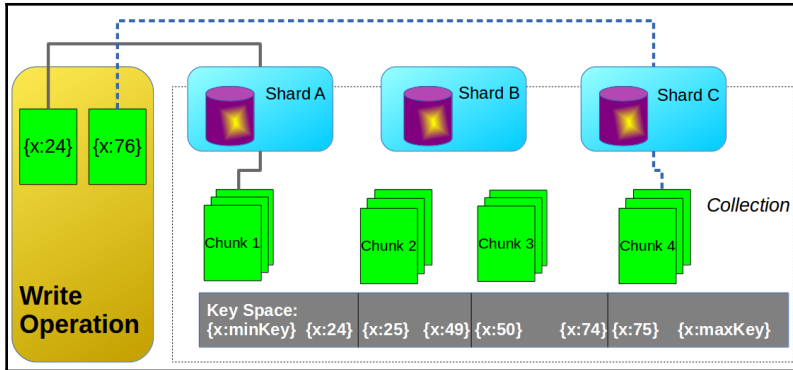 Shard A
Shard B
Shard C
{x:24}
{x:76}
Collection
Chunk 1
Chunk 2
Chunk 3
Chunk 4
Write
Operation
Key Space:
{x:minKey} {x:24} {x:25} {x:49} {x:50} {x:74} {x:75} {x:maxKey}